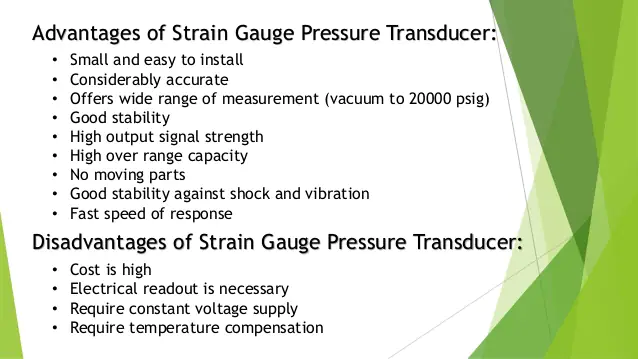 Advantages of Strain Gauge Pressure Transducer:
• Small and easy to install
• Considerably accurate
• Offers wide range of measurement (vacuum to 20000 psig)
• Good stability
• High output signal strength
• High over range capacity
• No moving parts
• Good stability against shock and vibration
• Fast speed of response
Disadvantages of Strain Gauge Pressure Transducer:
• Cost is high
• Electrical readout is necessary
• Require constant voltage supply
• Require temperature compensation